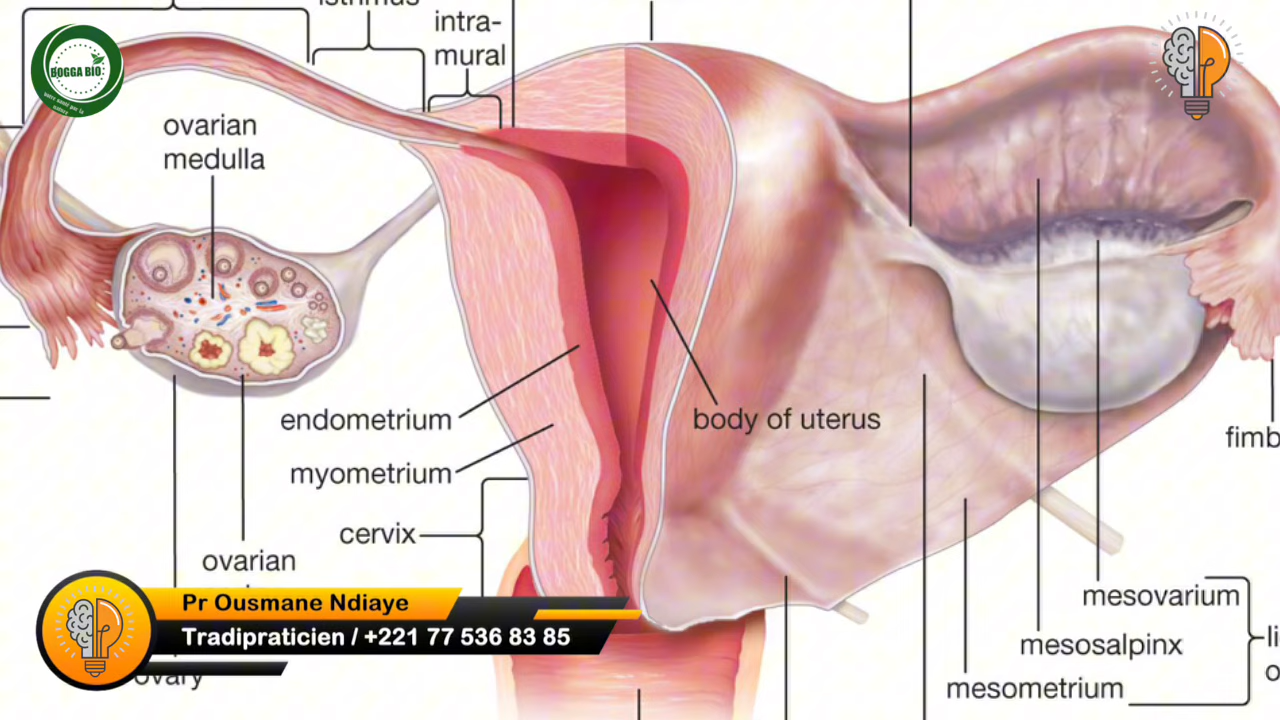 isthmus
intra-
mural
BOGGA BIO
ovarian
medulla
endometrium
myometrium
cervix
body of uterus
fimb
ovarian
Pr Ousmane Ndiaye
Tradipraticien / +221 77 536 83 85
ovary
mesovarium
mesosalpinx
mesometrium
li
o